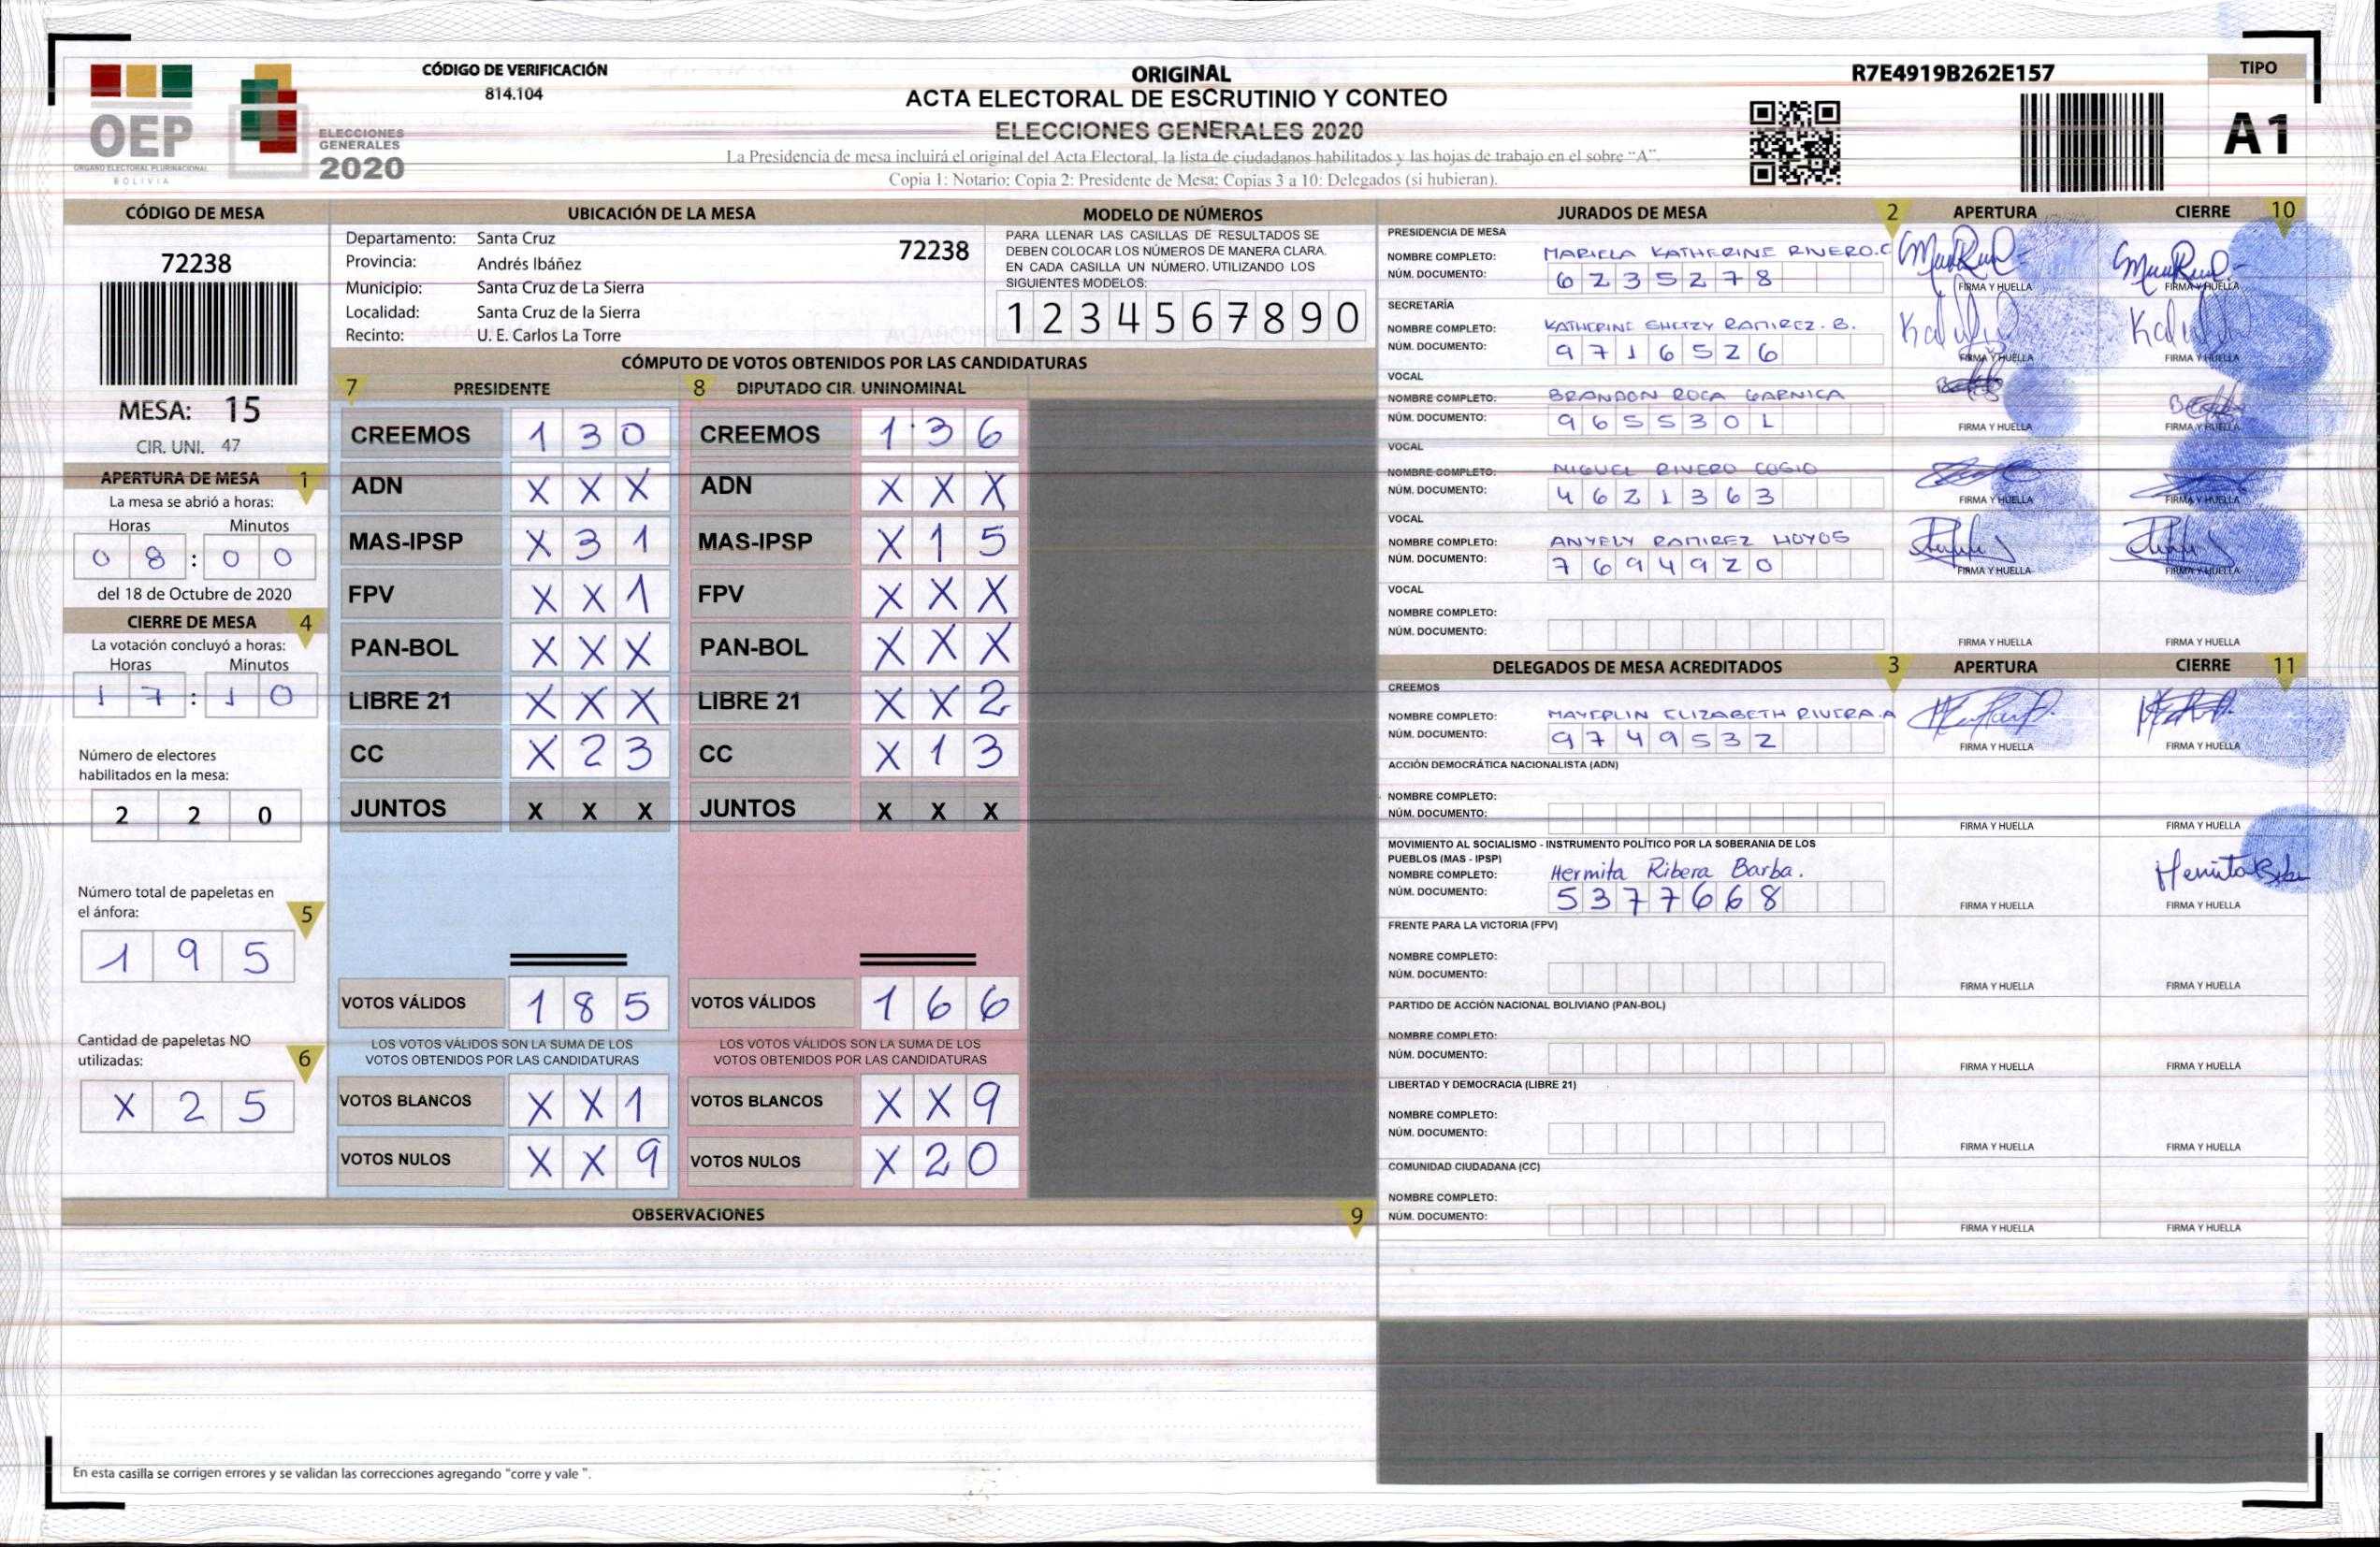 CÓDIGO DE VERIFICACIÓN
814.104
OEP
ÓRGANO ELECTORAL PLURINACIONAL
BOLIVIA
ELECCIONES
GENERALES
2020
ORIGINAL
ACTA ELECTORAL DE ESCRUTINIO Y CONTEO
ELECCIONES GENERALES 2020
La Presidencia de mesa incluirá el original del Acta Electoral, la lista de ciudadanos habilitados y las hojas de trabajo en el sobre “A”.
Copia 1: Notario; Copia 2: Presidente de Mesa; Copias 3 a 10: Delegados (si hubieran).
R7E4919B262E157
TIPO
A1
CÓDIGO DE MESA
72238
MESA: 15
CIR. UNI. 47
APERTURA DE MESA 1
La mesa se abrió a horas:
Horas Minutos
0 8 : 0 0
del 18 de Octubre de 2020
CIERRE DE MESA 4
La votación concluyó a horas:
Horas Minutos
1 7 : 1 0
Número de electores
habilitados en la mesa:
2 2 0
Número total de papeletas en
el ánfora:
5
1 9 5
Cantidad de papeletas NO
utilizadas:
6
X 2 5
UBICACIÓN DE LA MESA
Departamento: Santa Cruz
72238
Provincia: Andrés Ibáñez
Municipio: Santa Cruz de La Sierra
Localidad: Santa Cruz de la Sierra
Recinto: U. E. Carlos La Torre
MODELO DE NÚMEROS
PARA LLENAR LAS CASILLAS DE RESULTADOS SE
DEBEN COLOCAR LOS NÚMEROS DE MANERA CLARA.
EN CADA CASILLA UN NÚMERO, UTILIZANDO LOS
SIGUIENTES MODELOS:
1 2 3 4 5 6 7 8 9 0
CÓMPUTO DE VOTOS OBTENIDOS POR LAS CANDIDATURAS
7 PRESIDENTE 8 DIPUTADO CIR. UNINOMINAL
CREEMOS 1 3 0 CREEMOS 1 3 6
ADN X X X ADN X X X
MAS-IPSP X 3 1 MAS-IPSP X 1 5
FPV X X 1 FPV X X X
PAN-BOL X X X PAN-BOL X X X
LIBRE 21 X X X LIBRE 21 X X 2
CC X 2 3 CC X 1 3
JUNTOS X X X JUNTOS X X X
VOTOS VÁLIDOS 1 8 5 VOTOS VÁLIDOS 1 6 6
LOS VOTOS VÁLIDOS SON LA SUMA DE LOS LOS VOTOS VÁLIDOS SON LA SUMA DE LOS
VOTOS OBTENIDOS POR LAS CANDIDATURAS VOTOS OBTENIDOS POR LAS CANDIDATURAS
VOTOS BLANCOS X X 1 VOTOS BLANCOS X X 9
VOTOS NULOS X X 9 VOTOS NULOS X 2 0
OBSERVACIONES 9
En esta casilla se corrigen errores y se validan las correcciones agregando "corre y vale ".
JURADOS DE MESA 2 APERTURA CIERRE 10
PRESIDENCIA DE MESA
NOMBRE COMPLETO: MARIELA KATHERINE RIVERO.C
NÚM. DOCUMENTO: 6 2 3 5 2 7 8
FIRMA Y HUELLA FIRMA Y HUELLA
SECRETARÍA
NOMBRE COMPLETO: KATHERINE RAMIREZ. B.
NÚM. DOCUMENTO: 9 7 1 6 5 2 6
FIRMA Y HUELLA FIRMA Y HUELLA
VOCAL
NOMBRE COMPLETO: BRANDON ROCA GARNICA
NÚM. DOCUMENTO: 9 6 5 5 3 0 1
FIRMA Y HUELLA FIRMA Y HUELLA
VOCAL
NOMBRE COMPLETO: MIGUEL RIVERO COSIO
NÚM. DOCUMENTO: 4 6 2 1 3 6 3
FIRMA Y HUELLA FIRMA Y HUELLA
VOCAL
NOMBRE COMPLETO: ANYELY RAMIREZ HOYOS
NÚM. DOCUMENTO: 7 6 9 4 9 2 0
FIRMA Y HUELLA FIRMA Y HUELLA
VOCAL
NOMBRE COMPLETO:
NÚM. DOCUMENTO:
FIRMA Y HUELLA FIRMA Y HUELLA
DELEGADOS DE MESA ACREDITADOS 3 APERTURA CIERRE 11
CREEMOS
NOMBRE COMPLETO: MAYERLIN ELIZABETH RIVERA.A
NÚM. DOCUMENTO: 9 7 4 9 5 3 2
FIRMA Y HUELLA FIRMA Y HUELLA
ACCIÓN DEMOCRÁTICA NACIONALISTA (ADN)
NOMBRE COMPLETO:
NÚM. DOCUMENTO:
FIRMA Y HUELLA FIRMA Y HUELLA
MOVIMIENTO AL SOCIALISMO - INSTRUMENTO POLÍTICO POR LA SOBERANIA DE LOS
PUEBLOS (MAS - IPSP)
NOMBRE COMPLETO: Hermita Ribera Barba.
NÚM. DOCUMENTO: 5 3 7 7 6 6 8
FIRMA Y HUELLA FIRMA Y HUELLA
FRENTE PARA LA VICTORIA (FPV)
NOMBRE COMPLETO:
NÚM. DOCUMENTO:
FIRMA Y HUELLA FIRMA Y HUELLA
PARTIDO DE ACCIÓN NACIONAL BOLIVIANO (PAN-BOL)
NOMBRE COMPLETO:
NÚM. DOCUMENTO:
FIRMA Y HUELLA FIRMA Y HUELLA
LIBERTAD Y DEMOCRACIA (LIBRE 21)
NOMBRE COMPLETO:
NÚM. DOCUMENTO:
FIRMA Y HUELLA FIRMA Y HUELLA
COMUNIDAD CIUDADANA (CC)
NOMBRE COMPLETO:
NÚM. DOCUMENTO:
FIRMA Y HUELLA FIRMA Y HUELLA